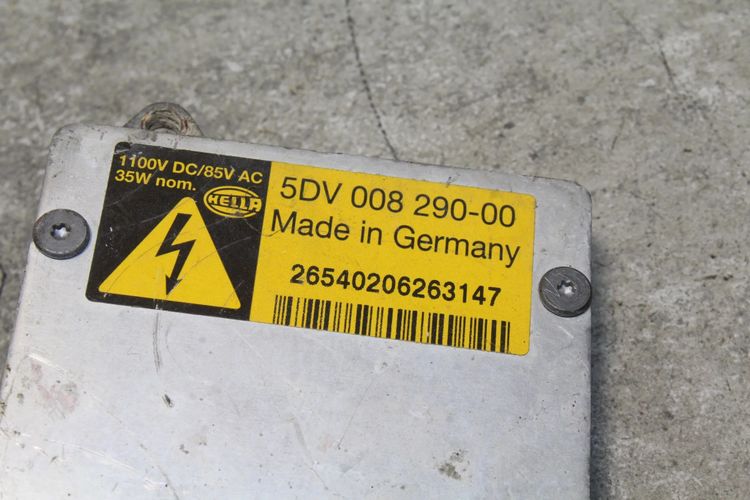 1100V DC/85V AC
35W nom.
HELLA
5DV 008 290-00
Made in Germany
26540206263147